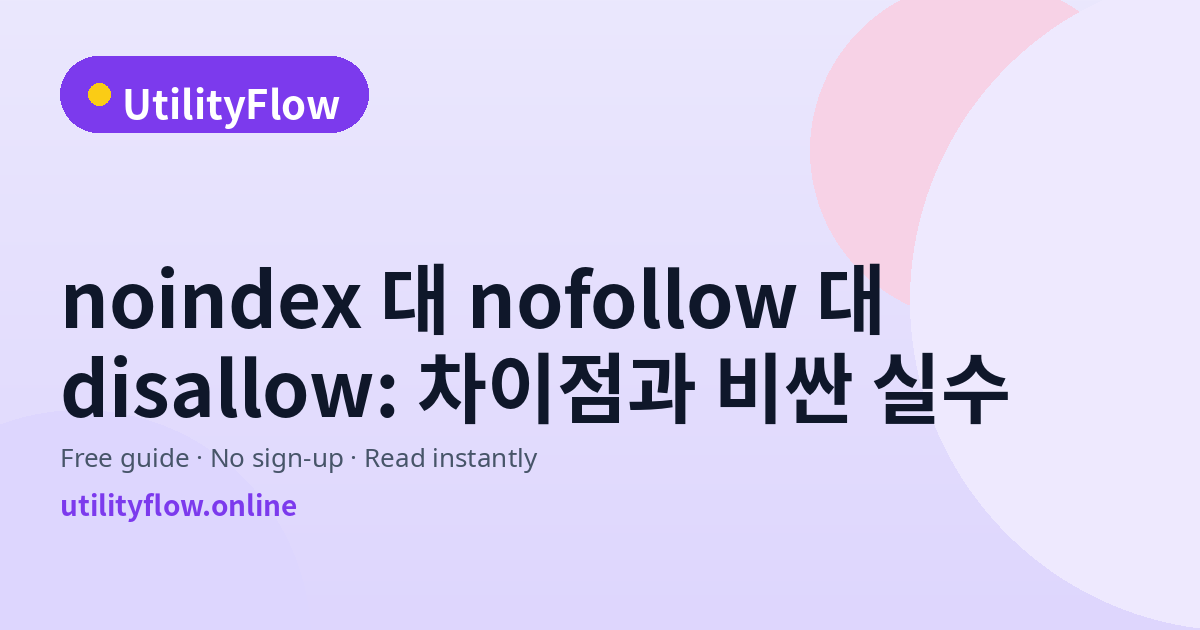 UtilityFlow
noindex 대 nofollow 대
disallow: 차이점과 비싼 실수
Free guide · No sign-up · Read instantly
utilityflow.online